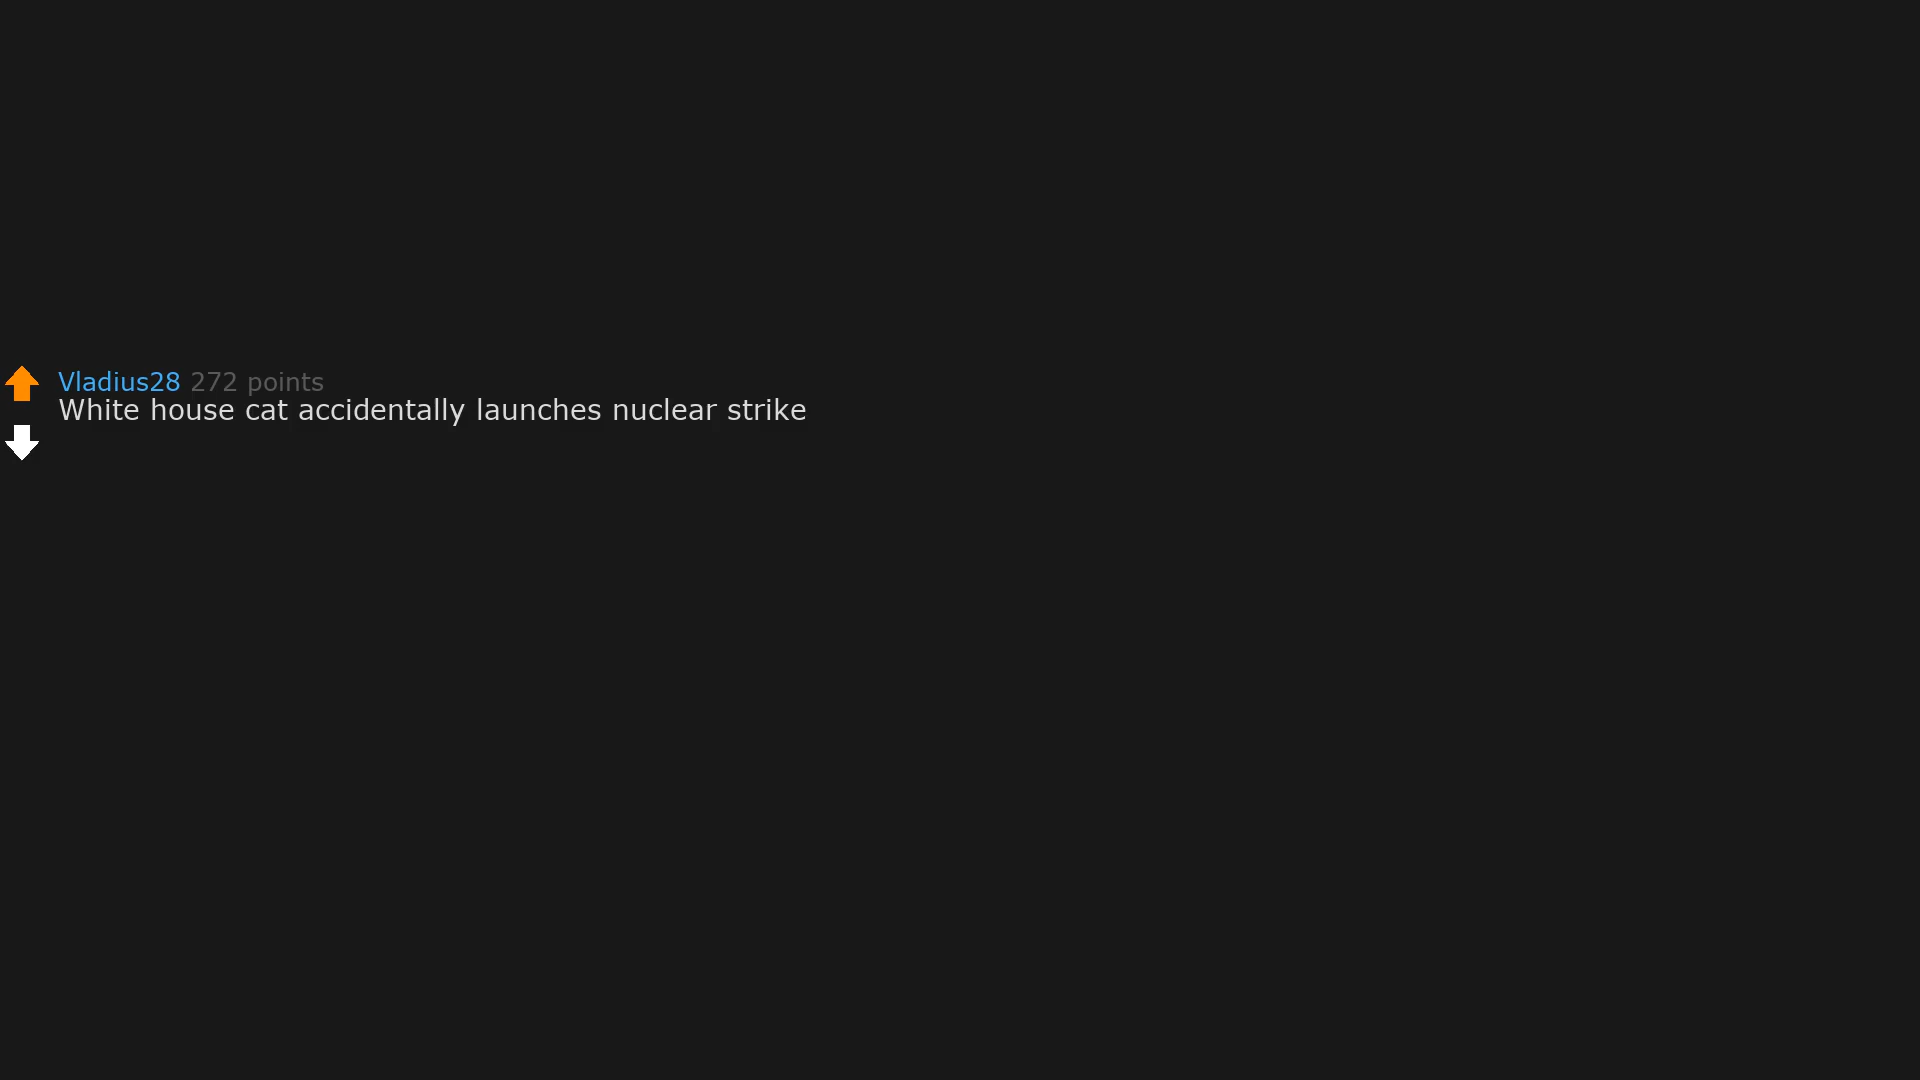 Vladius28 272 points
White house cat accidentally launches nuclear strike